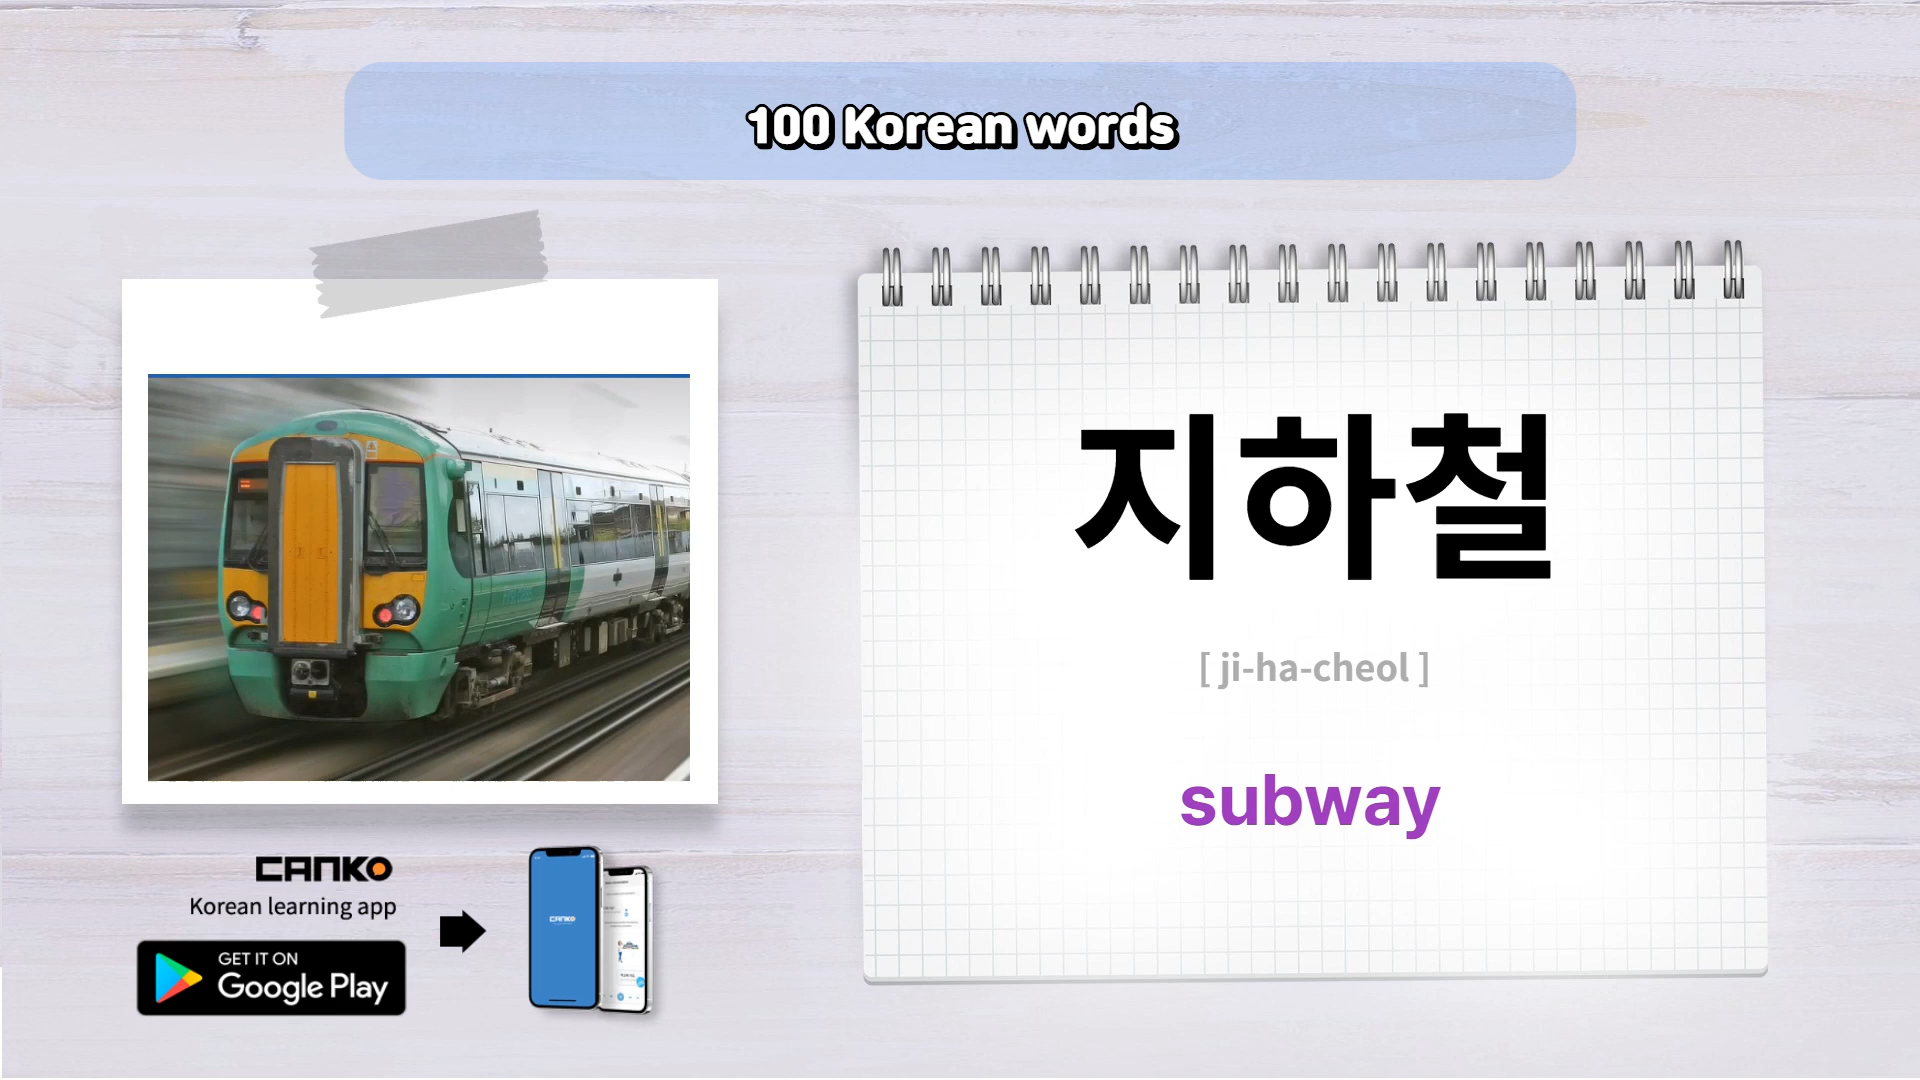 100 Korean words
지하철
[ ji-ha-cheol ]
subway
CANKO
Korean learning app
GET IT ON
Google Play
CANKO